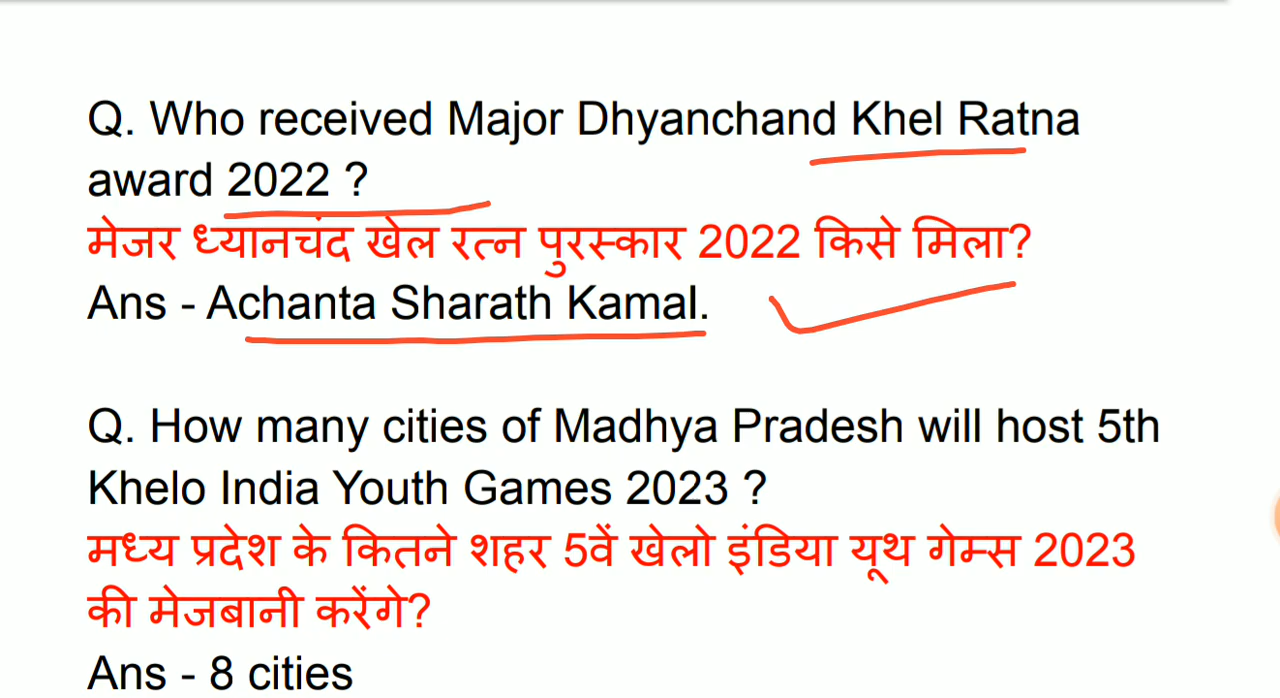 Q. Who received Major Dhyanchand Khel Ratna
award 2022 ?
मेजर ध्यानचंद खेल रत्न पुरस्कार 2022 किसे मिला?
Ans - Achanta Sharath Kamal.
Q. How many cities of Madhya Pradesh will host 5th
Khelo India Youth Games 2023 ?
मध्य प्रदेश के कितने शहर 5वें खेलो इंडिया यूथ गेम्स 2023
की मेजबानी करेंगे?
Ans - 8 cities